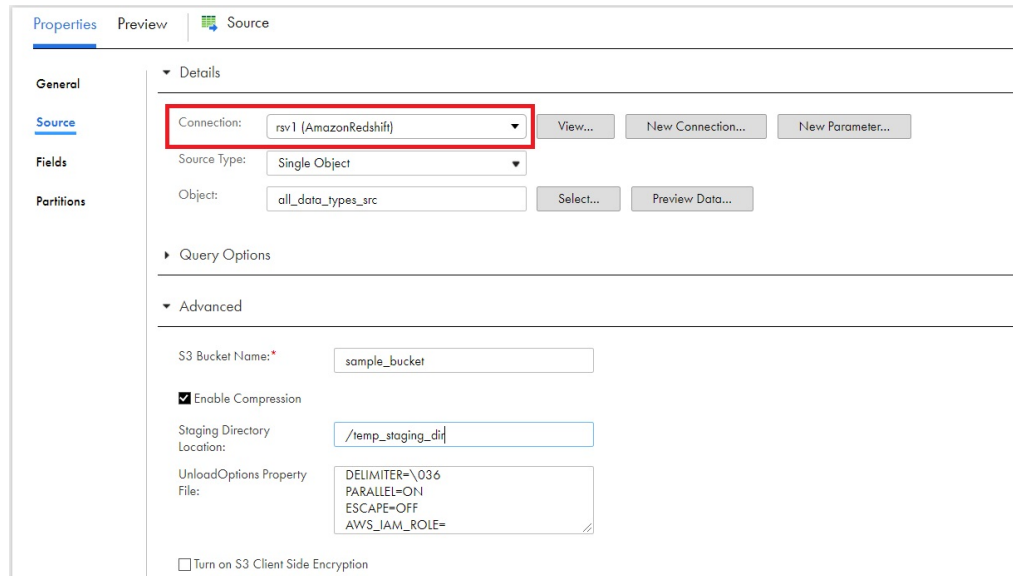 Properties Preview Source
General
Source
Fields
Partitions
Details
Connection: rsv1 (AmazonRedshift) View... New Connection... New Parameter...
Source Type: Single Object
Object: all_data_types_src Select... Preview Data...
Query Options
Advanced
S3 Bucket Name:* sample_bucket
Enable Compression
Staging Directory
Location: /temp_staging_dir
UnloadOptions Property
File:
DELIMITER=\036
PARALLEL=ON
ESCAPE=OFF
AWS_IAM_ROLE=
Turn on S3 Client Side Encryption